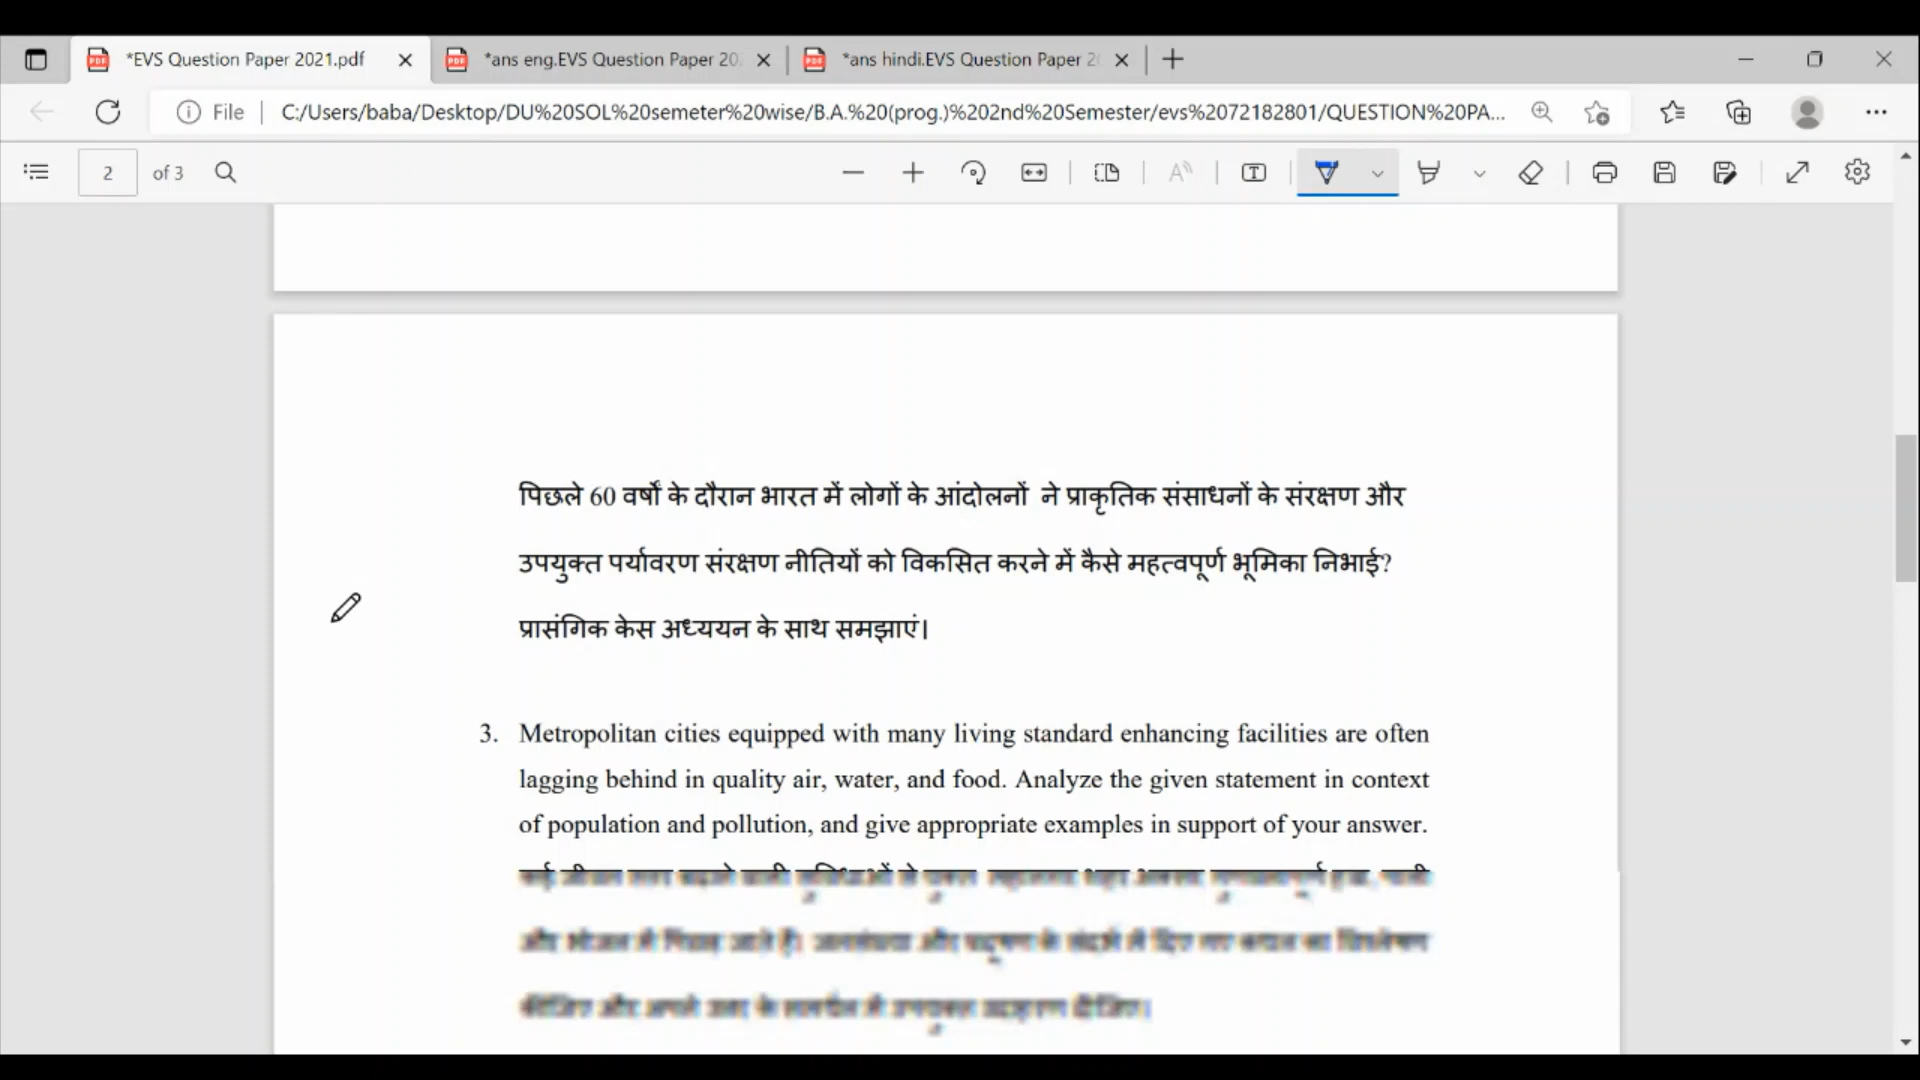 *EVS Question Paper 2021.pdf
*ans eng.EVS Question Paper 20
*ans hindi.EVS Question Paper 2
File
C:/Users/baba/Desktop/DU%20SOL%20semeter%20wise/B.A.%20(prog.)%202nd%20Semester/evs%2072182801/QUESTION%20PA...
2 of 3
पिछले 60 वर्षों के दौरान भारत में लोगों के आंदोलनों ने प्राकृतिक संसाधनों के संरक्षण और
उपयुक्त पर्यावरण संरक्षण नीतियों को विकसित करने में कैसे महत्वपूर्ण भूमिका निभाई?
प्रासंगिक केस अध्ययन के साथ समझाएं।
3. Metropolitan cities equipped with many living standard enhancing facilities are often
lagging behind in quality air, water, and food. Analyze the given statement in context
of population and pollution, and give appropriate examples in support of your answer.